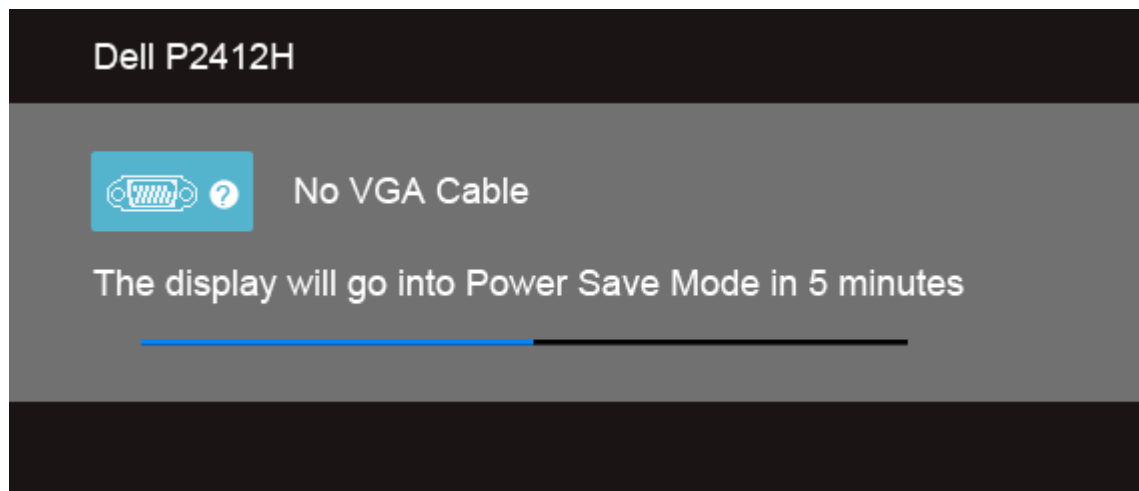 Dell P2412H
No VGA Cable
The display will go into Power Save Mode in 5 minutes